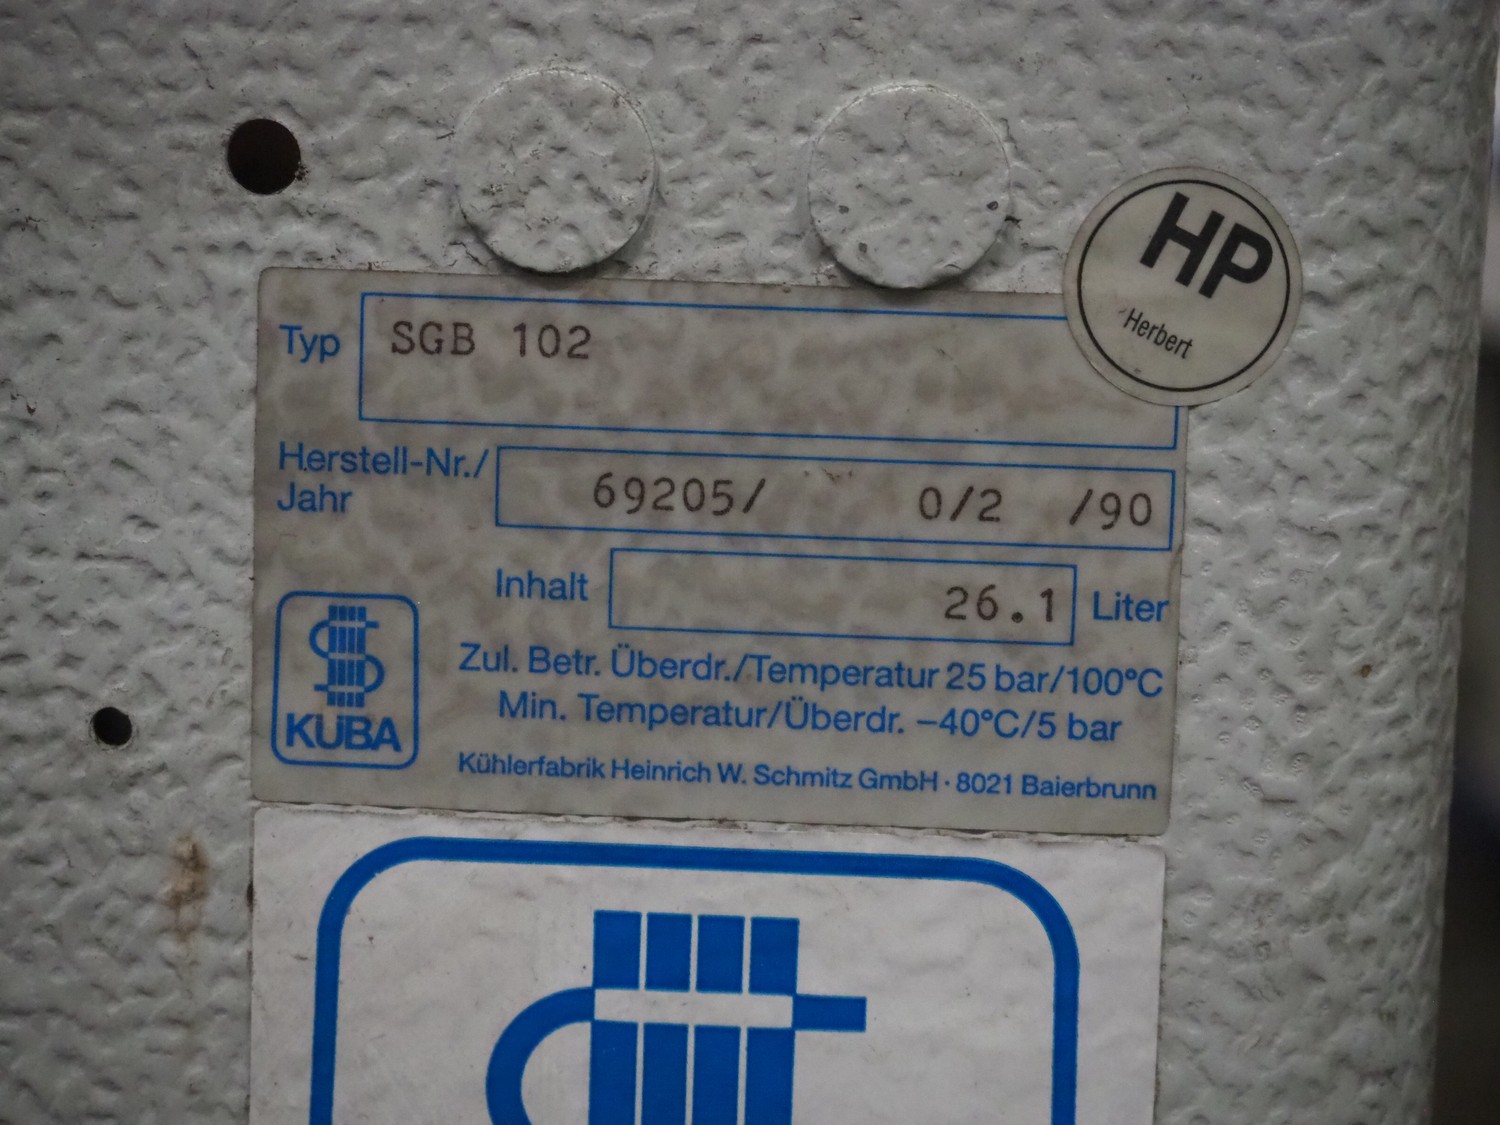 HP
Herbert
Typ SGB 102
Herstell-Nr./
Jahr 69205/ 0/2 /90
Inhalt 26.1 Liter
Zul. Betr. Überdr./Temperatur 25 bar/100°C
Min. Temperatur/Überdr. –40°C/5 bar
KÜBA
Kühlerfabrik Heinrich W. Schmitz GmbH · 8021 Baierbrunn